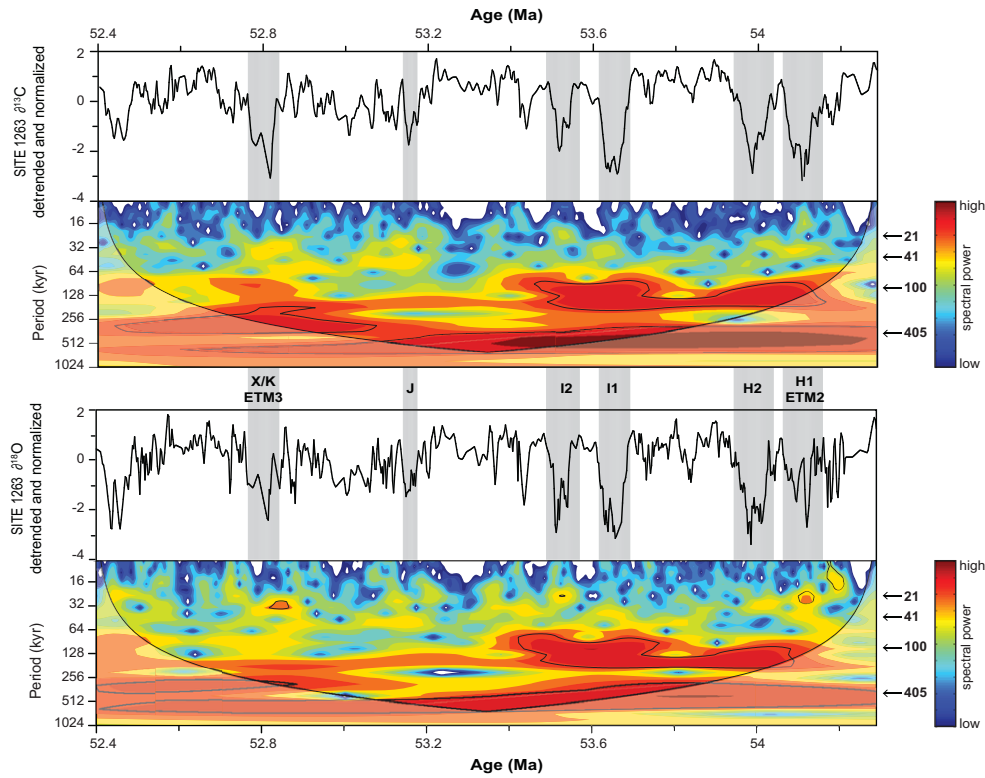 Age (Ma)
52.4 52.8 53.2 53.6 54
SITE 1263 ∂13C
detrended and normalized
2
0
-2
-4
16
32
64
128
256
512
1024
Period (kyr)
21
41
100
405
high
spectral power
low
X/K
ETM3
J
I2
I1
H2
H1
ETM2
SITE 1263 ∂18O
detrended and normalized
2
0
-2
-4
16
32
64
128
256
512
1024
Period (kyr)
21
41
100
405
high
spectral power
low
52.4 52.8 53.2 53.6 54
Age (Ma)